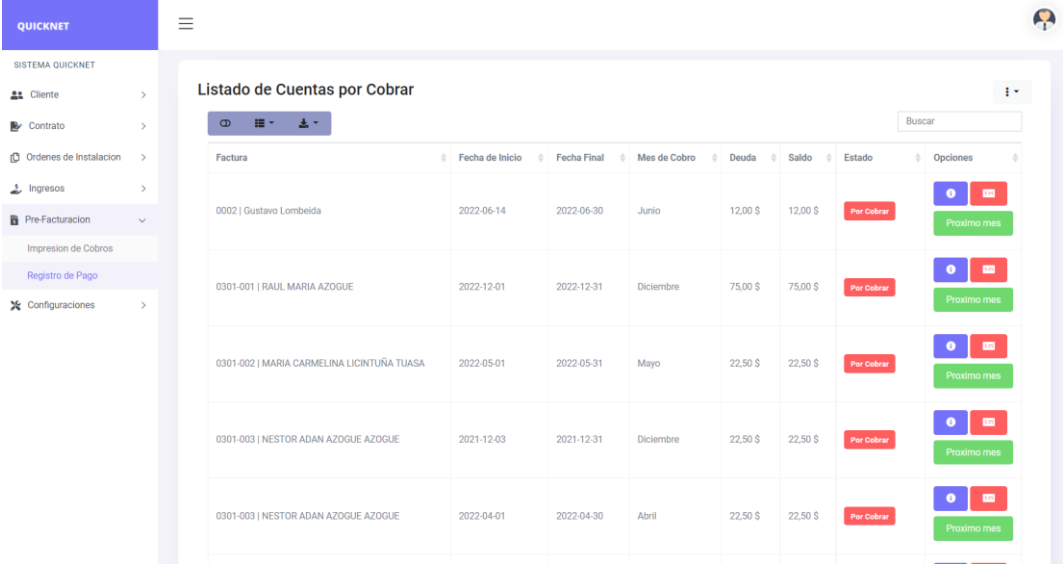 QUICKNET
SISTEMA QUICKNET
Cliente
Contrato
Ordenes de Instalacion
Ingresos
Pre-Facturacion
Impresion de Cobros
Registro de Pago
Configuraciones
Listado de Cuentas por Cobrar
Buscar
Factura Fecha de Inicio Fecha Final Mes de Cobro Deuda Saldo Estado Opciones
0002 | Gustavo Lombeida 2022-06-14 2022-06-30 Junio 12,00 $ 12,00 $ Por Cobrar
Proximo mes
0301-001 | RAUL MARIA AZOGUE 2022-12-01 2022-12-31 Diciembre 75,00 $ 75,00 $ Por Cobrar
Proximo mes
0301-002 | MARIA CARMELINA LICINTUÑA TUASA 2022-05-01 2022-05-31 Mayo 22,50 $ 22,50 $ Por Cobrar
Proximo mes
0301-003 | NESTOR ADAN AZOGUE AZOGUE 2021-12-03 2021-12-31 Diciembre 22,50 $ 22,50 $ Por Cobrar
Proximo mes
0301-003 | NESTOR ADAN AZOGUE AZOGUE 2022-04-01 2022-04-30 Abril 22,50 $ 22,50 $ Por Cobrar
Proximo mes